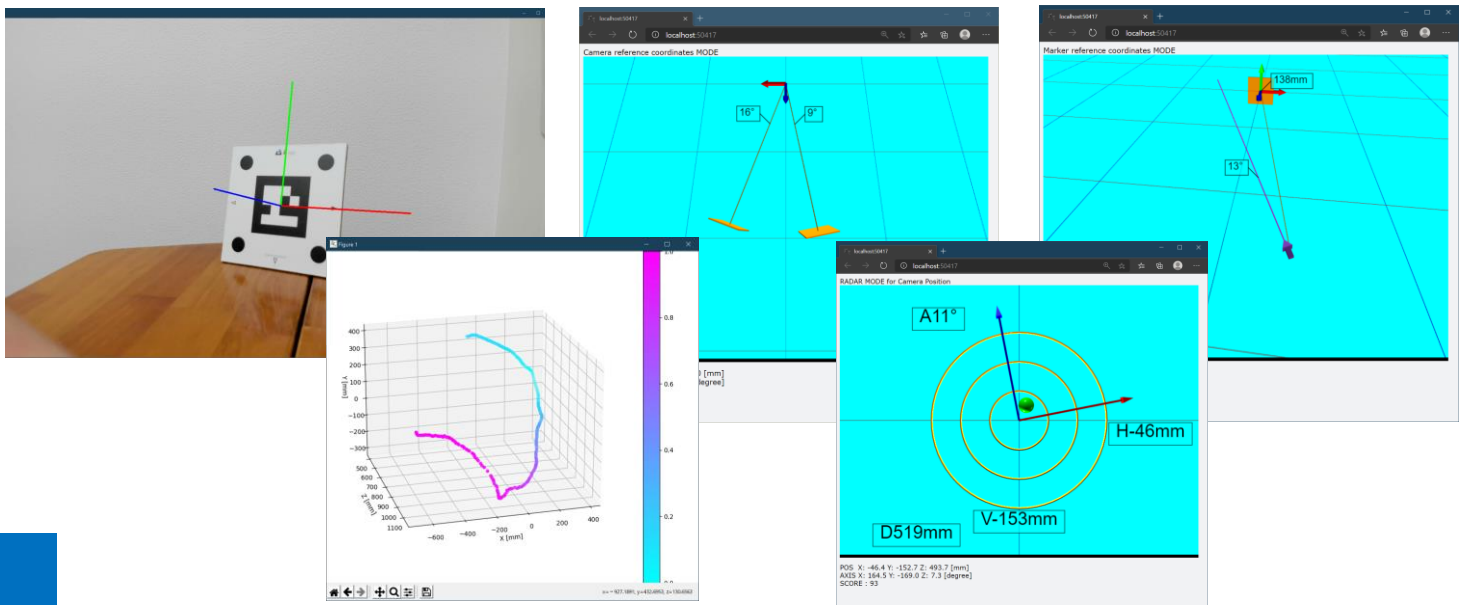 localhost:50417
localhost:50417
Camera reference coordinates MODE
16°
9°
[mm]
localhost:50417
localhost:50417
Marker reference coordinates MODE
138mm
13°
Figure 1
1.0
0.8
0.6
0.4
0.2
0.0
400
300
200
100
0
−100
−200
−300
Y [mm]
500
600
700
800
900
1000
1100
Z [mm]
−600
−400
−200
0
200
400
X [mm]
localhost:50417
localhost:50417
RADAR MODE for Camera Position
A11°
H-46mm
V-153mm
D519mm
POS X: -46.4 Y: -152.7 Z: 493.7 [mm]
AXIS X: 164.5 Y: -169.0 Z: 7.3 [degree]
SCORE : 93